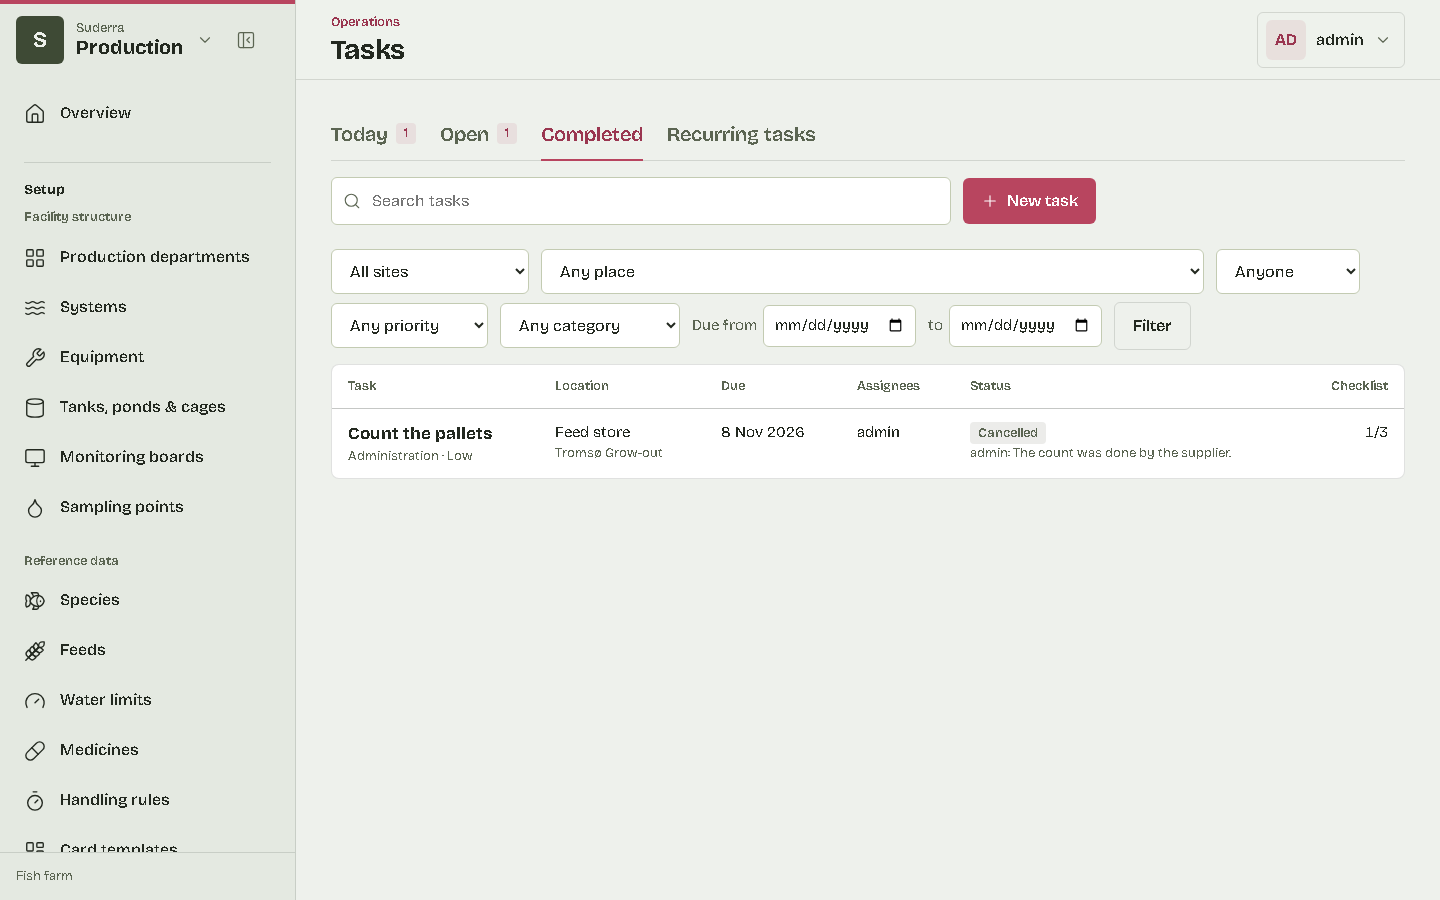 S
Suderra
Production
Operations
Tasks
AD
admin
Overview
Setup
Facility structure
Production departments
Systems
Equipment
Tanks, ponds & cages
Monitoring boards
Sampling points
Reference data
Species
Feeds
Water limits
Medicines
Handling rules
Card templates
Fish farm
Today 1
Open 1
Completed
Recurring tasks
Search tasks
New task
All sites
Any place
Anyone
Any priority
Any category
Due from
mm/dd/yyyy
to
mm/dd/yyyy
Filter
Task Location Due Assignees Status Checklist
Count the pallets Feed store 8 Nov 2026 admin Cancelled 1/3
Administration · Low Tromsø Grow-out admin: The count was done by the supplier.